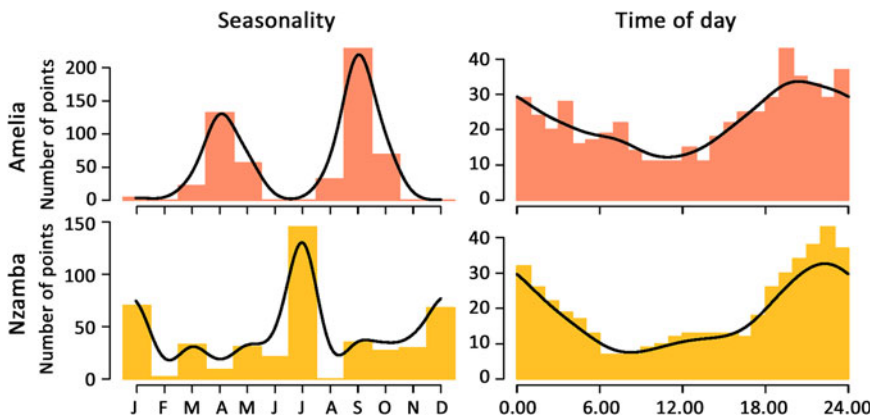 Seasonality
Time of day
Amelia
Number of points
200
150
100
50
0
40
30
20
10
0
Nzamba
Number of points
150
100
50
0
J F M A M J J A S O N D
40
30
20
10
0
0.00 6.00 12.00 18.00 24.00